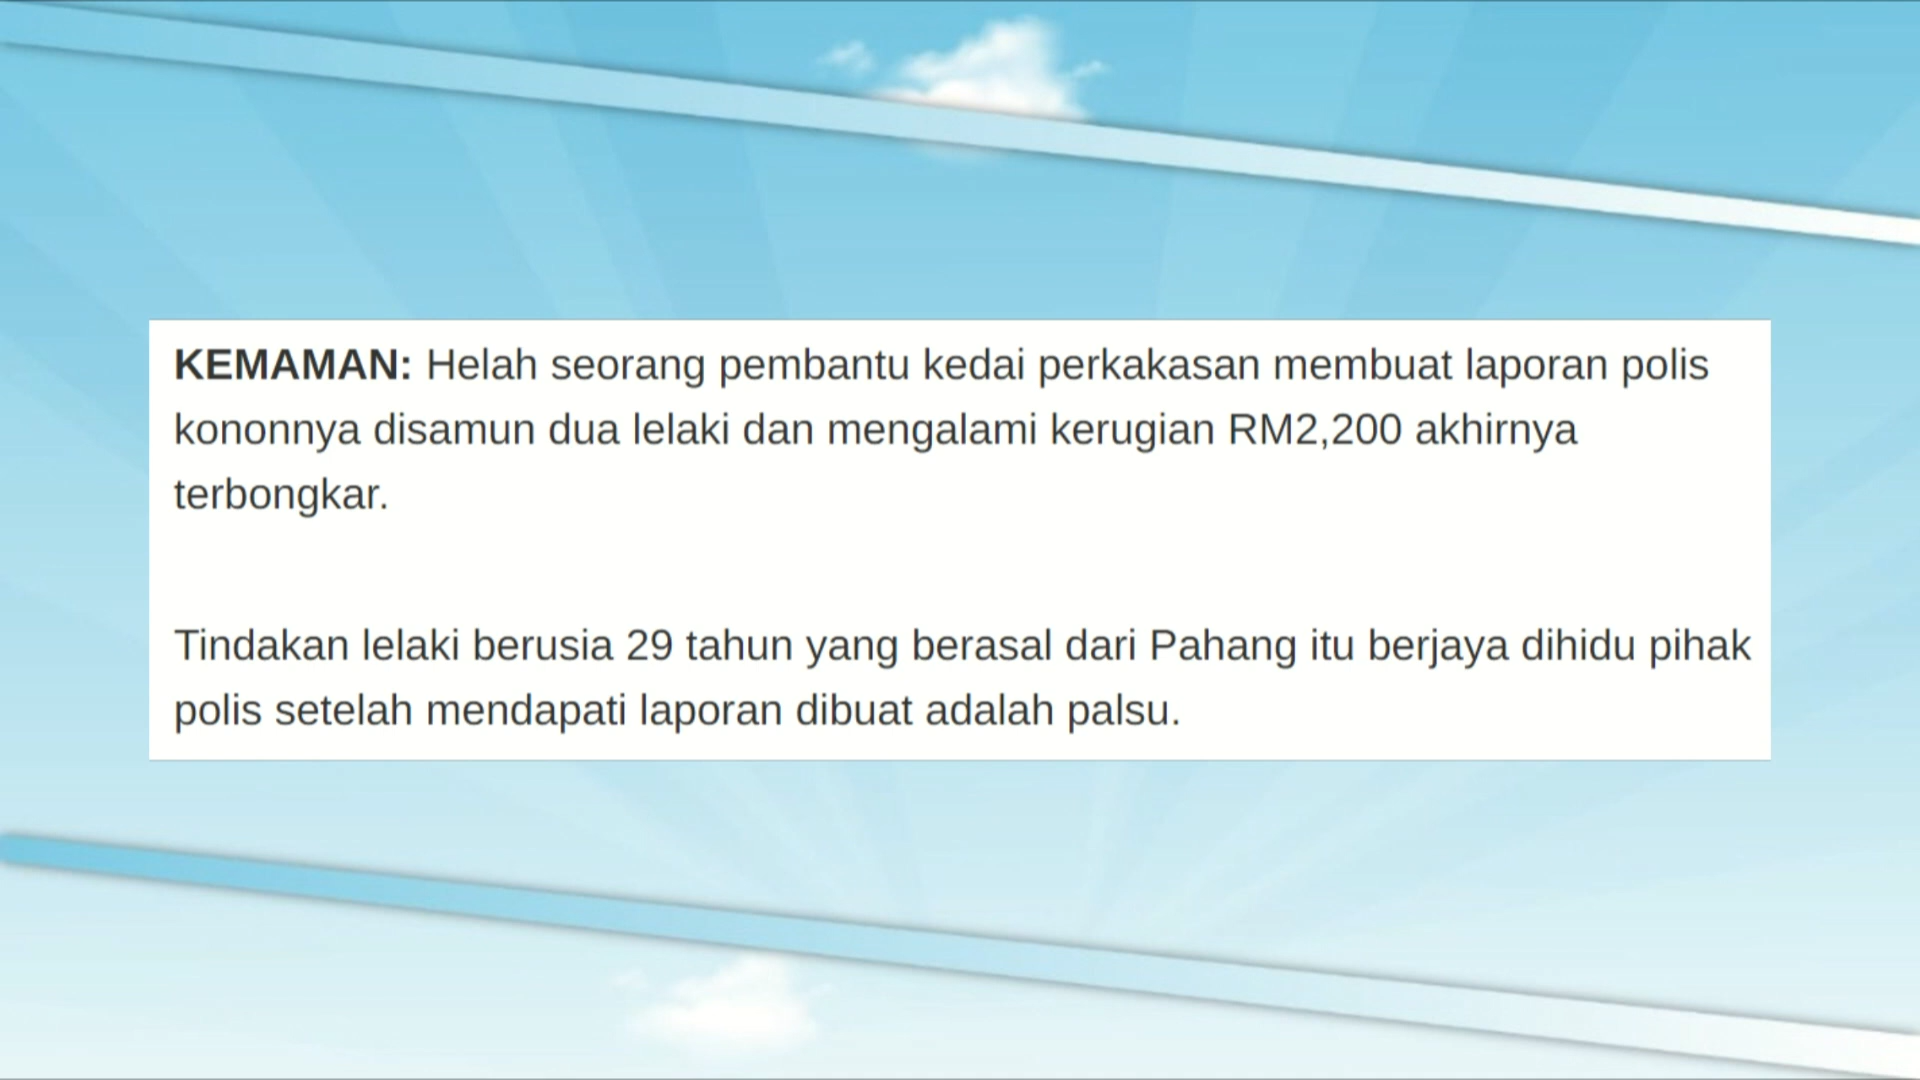 KEMAMAN: Helah seorang pembantu kedai perkakasan membuat laporan polis
kononnya disamun dua lelaki dan mengalami kerugian RM2,200 akhirnya
terbongkar.
Tindakan lelaki berusia 29 tahun yang berasal dari Pahang itu berjaya dihidu pihak
polis setelah mendapati laporan dibuat adalah palsu.